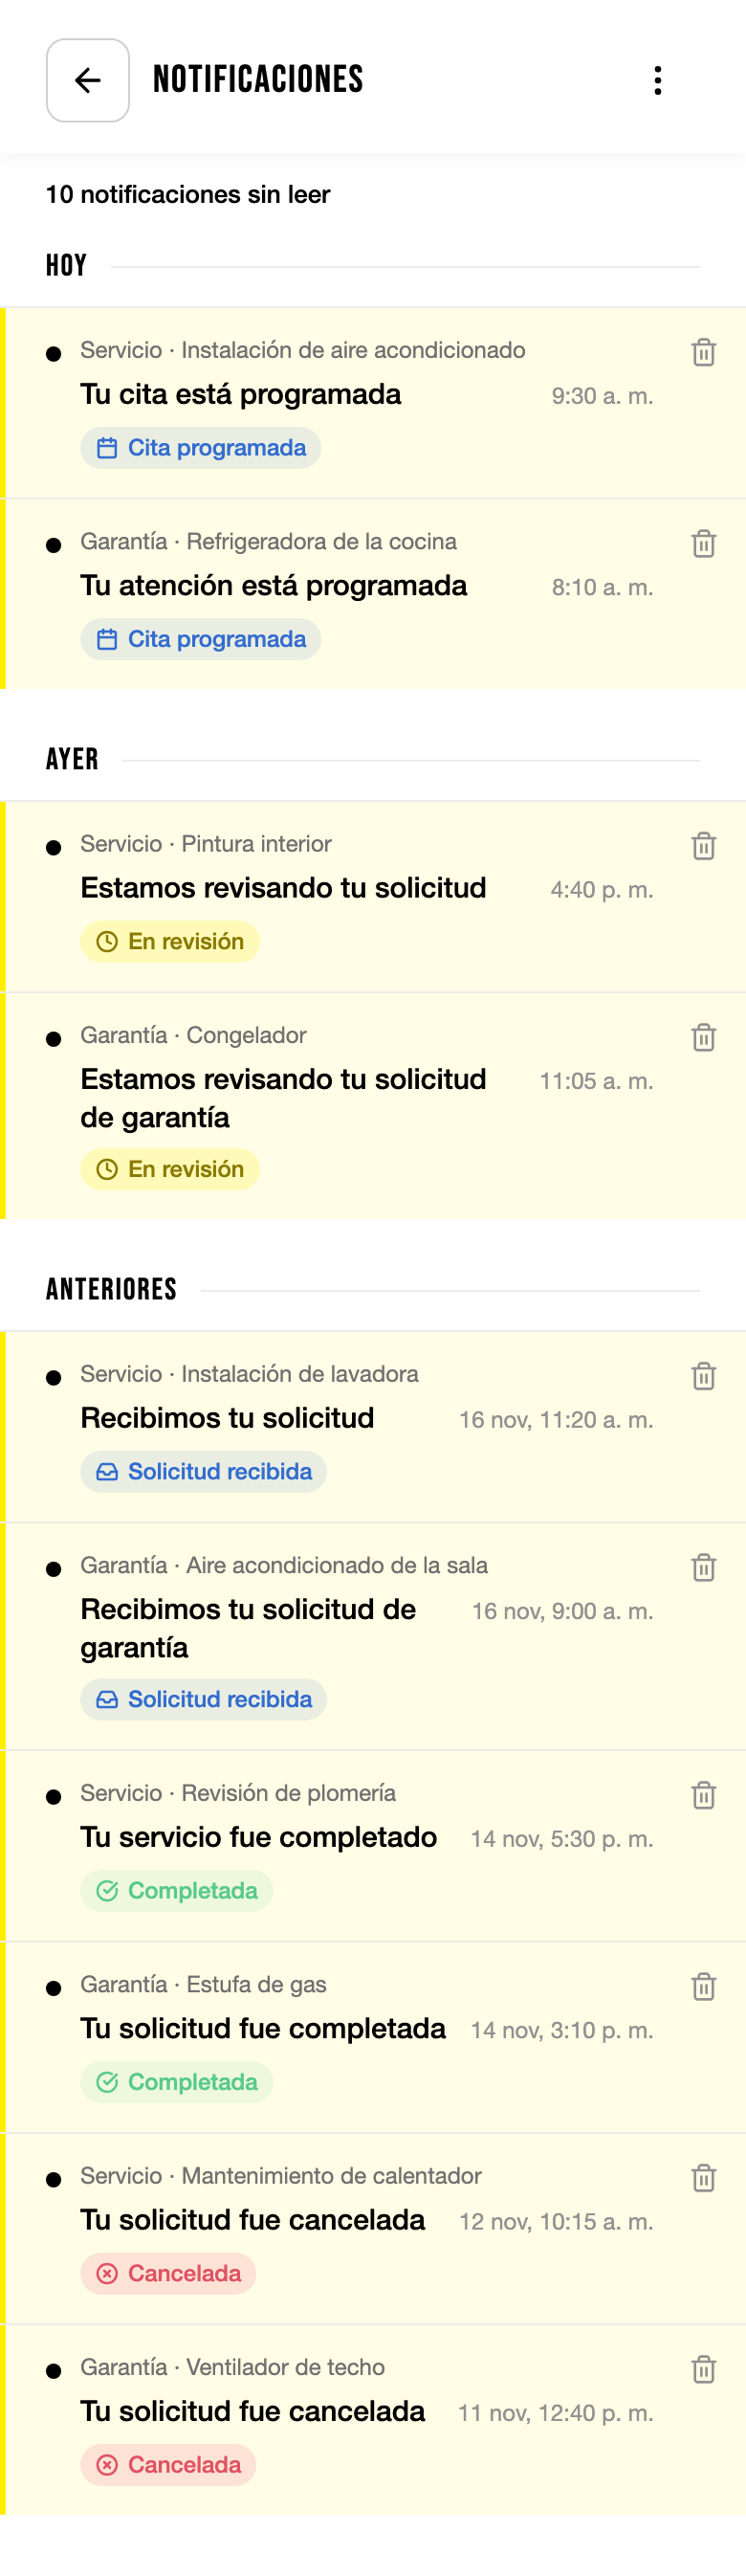 NOTIFICACIONES
10 notificaciones sin leer
HOY
Servicio · Instalación de aire acondicionado
Tu cita está programada
9:30 a. m.
Cita programada
Garantía · Refrigeradora de la cocina
Tu atención está programada
8:10 a. m.
Cita programada
AYER
Servicio · Pintura interior
Estamos revisando tu solicitud
4:40 p. m.
En revisión
Garantía · Congelador
Estamos revisando tu solicitud
de garantía
11:05 a. m.
En revisión
ANTERIORES
Servicio · Instalación de lavadora
Recibimos tu solicitud
16 nov, 11:20 a. m.
Solicitud recibida
Garantía · Aire acondicionado de la sala
Recibimos tu solicitud de
garantía
16 nov, 9:00 a. m.
Solicitud recibida
Servicio · Revisión de plomería
Tu servicio fue completado
14 nov, 5:30 p. m.
Completada
Garantía · Estufa de gas
Tu solicitud fue completada
14 nov, 3:10 p. m.
Completada
Servicio · Mantenimiento de calentador
Tu solicitud fue cancelada
12 nov, 10:15 a. m.
Cancelada
Garantía · Ventilador de techo
Tu solicitud fue cancelada
11 nov, 12:40 p. m.
Cancelada